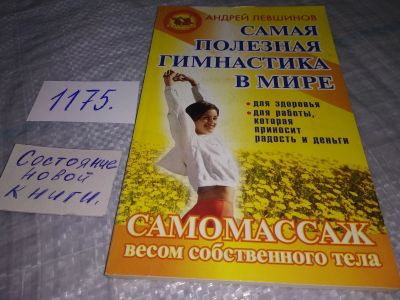 АНДРЕЙ ЛЕВШИНОВ
САМАЯ
ПОЛЕЗНАЯ
ГИМНАСТИКА
В МИРЕ
• для здоровья
• для работы,
которая
приносит
радость и деньги
САМОМАССАЖ
весом собственного тела
1175.
Состояние
новой
книги.